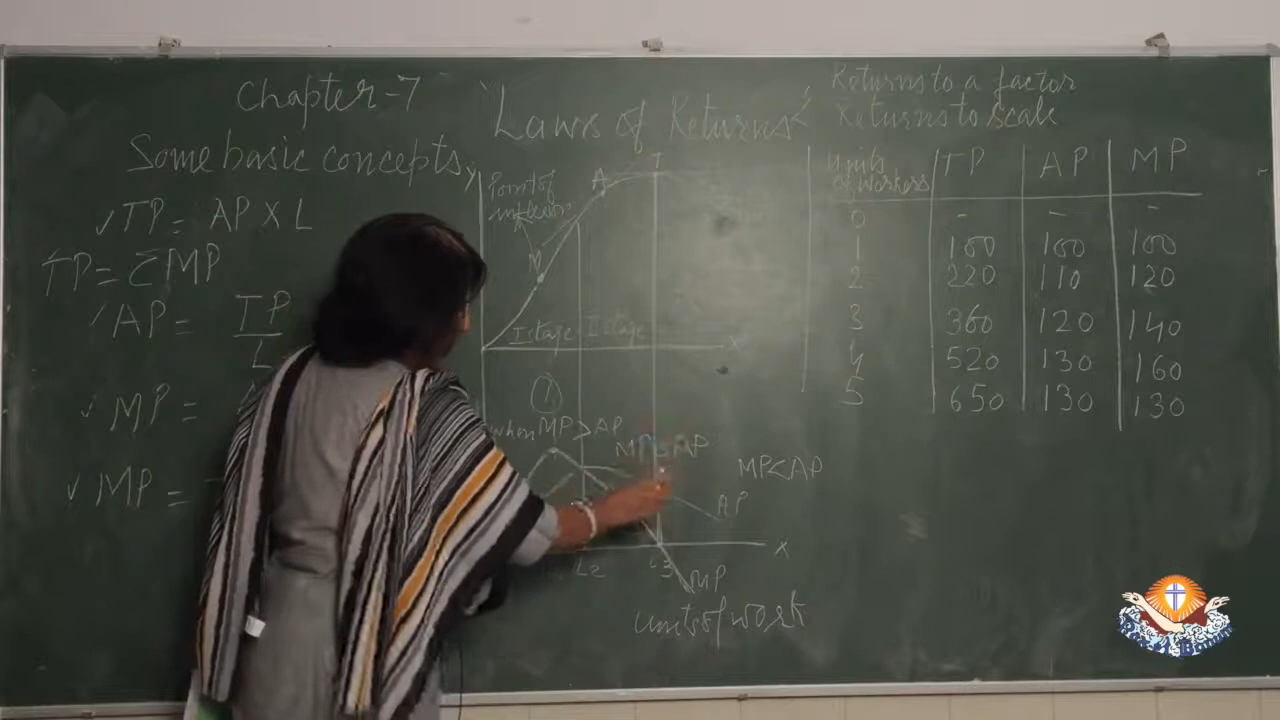 Chapter-7
'Laws of Returns'
Returns to a factor
Returns to scale
Some basic concepts
TP = AP X L
TP = ΣMP
AP = TP
L
MP =
MP =
y
Point of
A
T
M
I stage II stage
X
1
when MP > AP
MP = AP
MP < AP
AP
L2 L3 X
MP
units of work
Units of workers TP AP MP
0 - - -
1 100 100 100
2 220 110 120
3 360 120 140
4 520 130 160
5 650 130 130